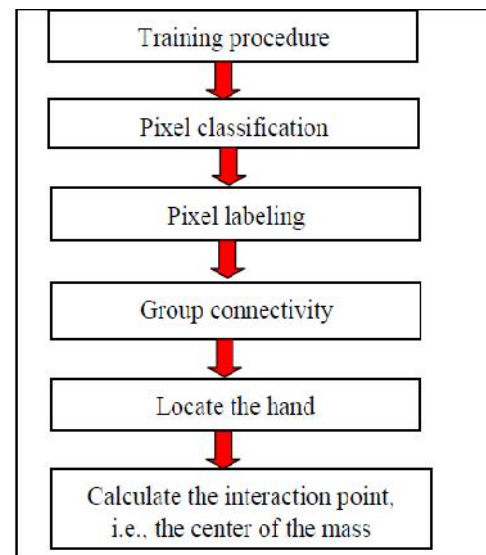 Training procedure
Pixel classification
Pixel labeling
Group connectivity
Locate the hand
Calculate the interaction point,
i.e., the center of the mass